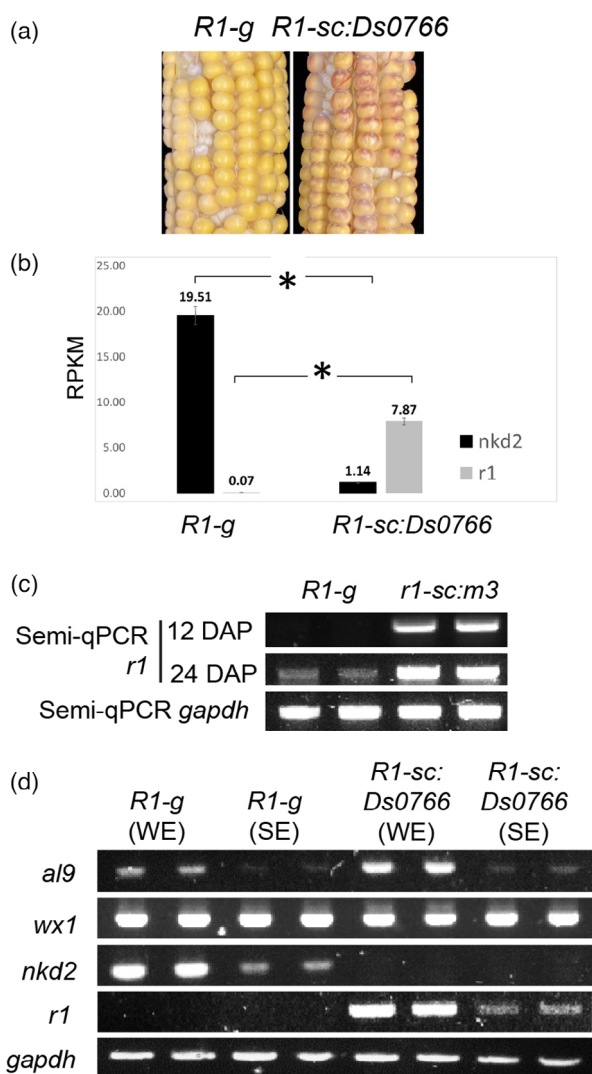 (a)
R1-g R1-sc:Ds0766
(b)
25.00
20.00
15.00
10.00
5.00
0.00
RPKM
19.51
0.07
*
*
1.14
7.87
nkd2
r1
R1-g R1-sc:Ds0766
(c)
R1-g r1-sc:m3
Semi-qPCR
r1
12 DAP
24 DAP
Semi-qPCR gapdh
(d)
R1-g
(WE)
R1-g
(SE)
R1-sc:
Ds0766
(WE)
R1-sc:
Ds0766
(SE)
al9
wx1
nkd2
r1
gapdh